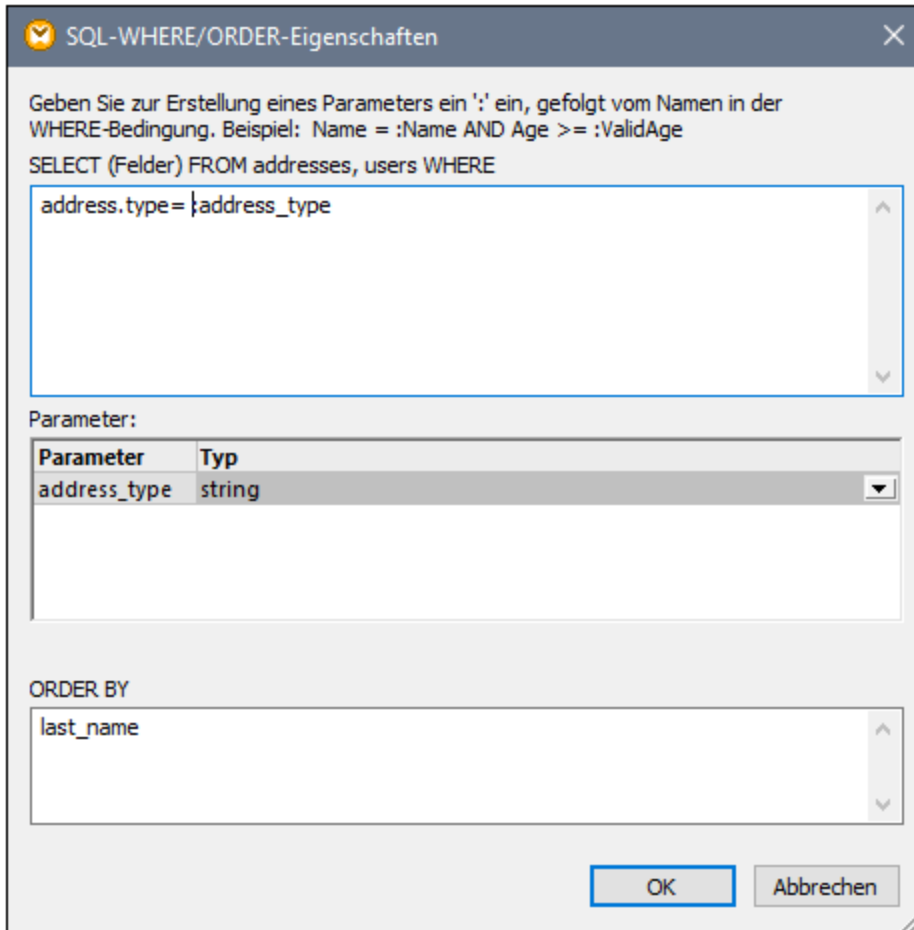 SQL-WHERE/ORDER-Eigenschaften
Geben Sie zur Erstellung eines Parameters ein ':' ein, gefolgt vom Namen in der
WHERE-Bedingung. Beispiel:  Name = :Name AND Age >= :ValidAge
SELECT (Felder) FROM addresses, users WHERE
address.type= :address_type
Parameter:
Parameter Typ
address_type string
ORDER BY
last_name
OK Abbrechen